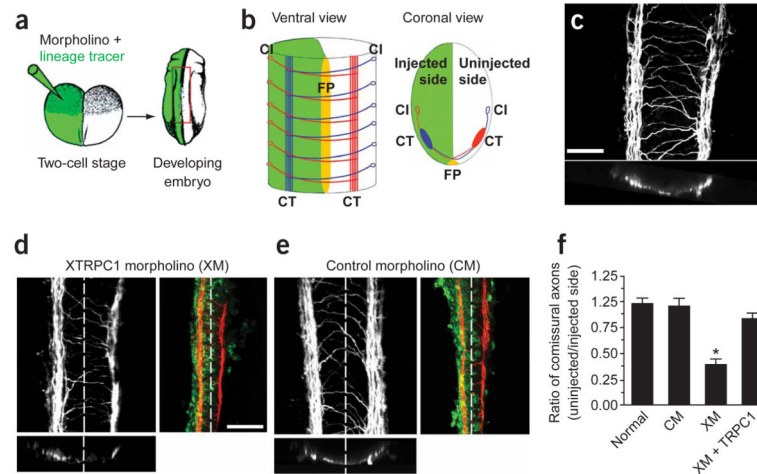 a
Morpholino +
lineage tracer
Two-cell stage
Developing
embryo
b
Ventral view
Coronal view
CI
CI
FP
CT
CT
Injected
side
Uninjected
side
CI
CT
CI
CT
FP
c
d
XTRPC1 morpholino (XM)
e
Control morpholino (CM)
f
Ratio of comissural axons
(uninjected/injected side)
1.25
1.25
0.75
0.50
0.25
0.00
*
Normal
CM
XM
XM + TRPC1